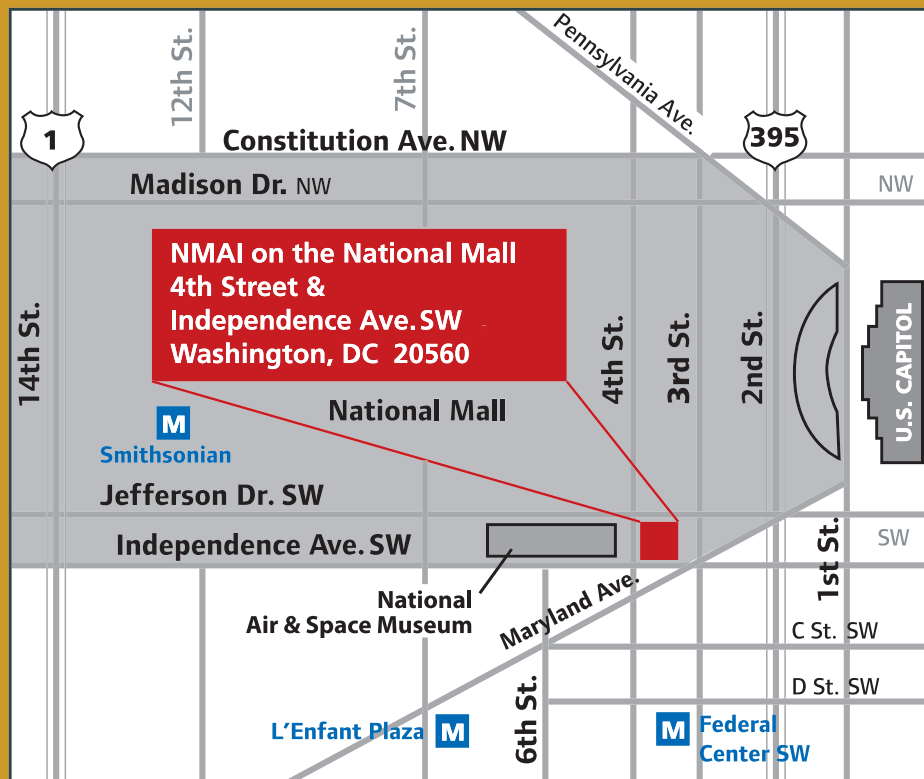 12th St.
7th St.
Pennsylvania Ave.
1
Constitution Ave. NW
395
Madison Dr. NW
NW
NMAI on the National Mall
4th Street &
Independence Ave. SW
Washington, DC 20560
14th St.
4th St.
3rd St.
2nd St.
U.S. CAPITOL
National Mall
M
Smithsonian
Jefferson Dr. SW
Independence Ave. SW
1st St.
SW
National
Air & Space Museum
Maryland Ave.
C St. SW
D St. SW
6th St.
L’Enfant Plaza M
M Federal
Center SW